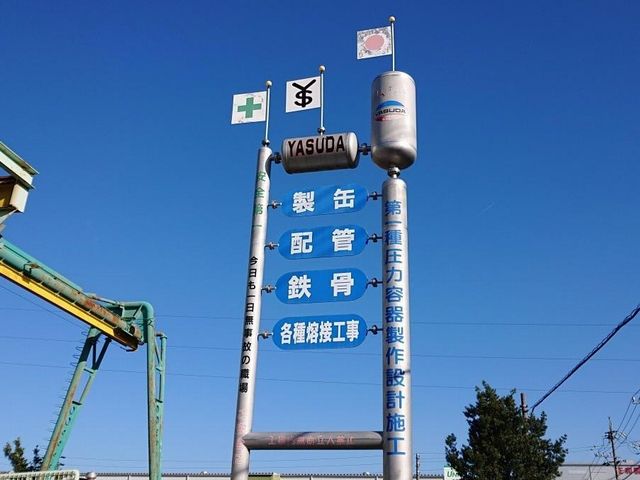 YASUDA
YASUDA
製缶
配管
鉄骨
各種熔接工事
安全第一 今日も一日無事故の職場
第一種圧力容器製作設計施工